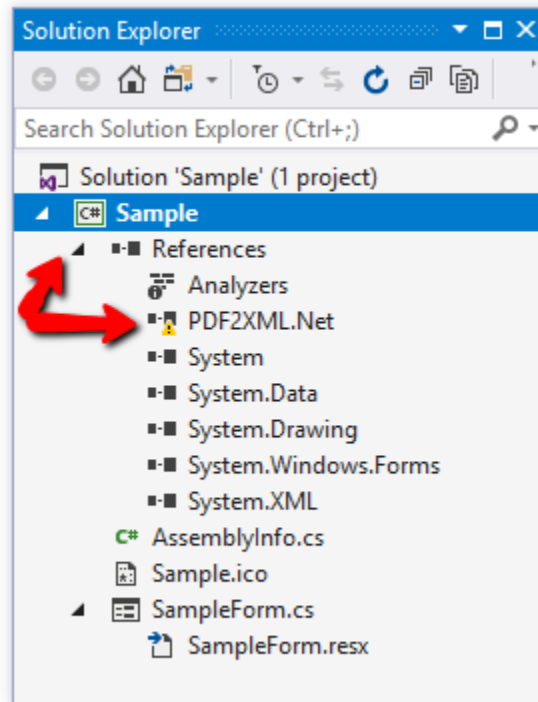 Solution Explorer
Search Solution Explorer (Ctrl+;)
Solution 'Sample' (1 project)
C# Sample
References
Analyzers
PDF2XML.Net
System
System.Data
System.Drawing
System.Windows.Forms
System.XML
C# AssemblyInfo.cs
Sample.ico
SampleForm.cs
SampleForm.resx